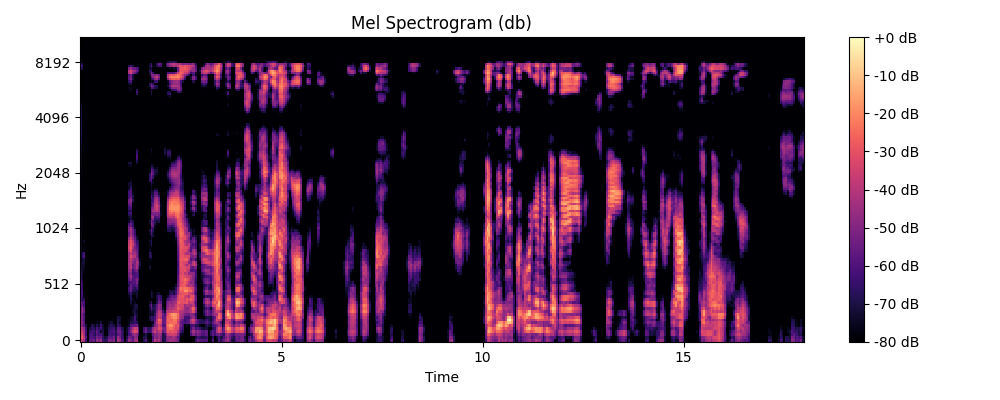 Mel Spectrogram (db)
+0 dB
8192
-10 dB
4096
-20 dB
-30 dB
2048
Hz
-40 dB
1024
-50 dB
512
-60 dB
-70 dB
0
-80 dB
0 5 10 15
Time